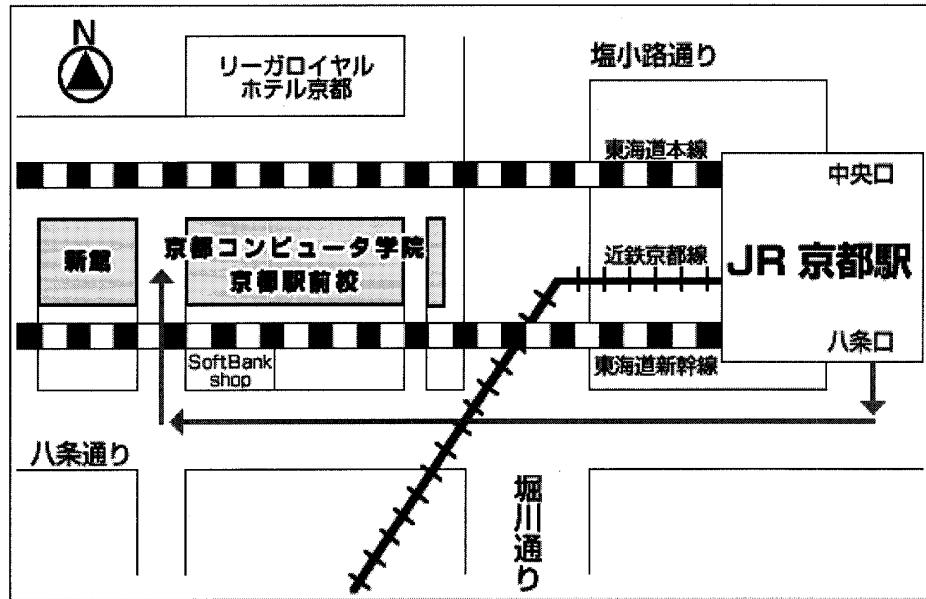 N
リーガロイヤル
ホテル京都
塩小路通り
東海道本線
中央口
新館
京都コンピュータ学院
京都駅前校
近鉄京都線
JR 京都駅
八条口
SoftBank
shop
東海道新幹線
八条通り
堀川通り